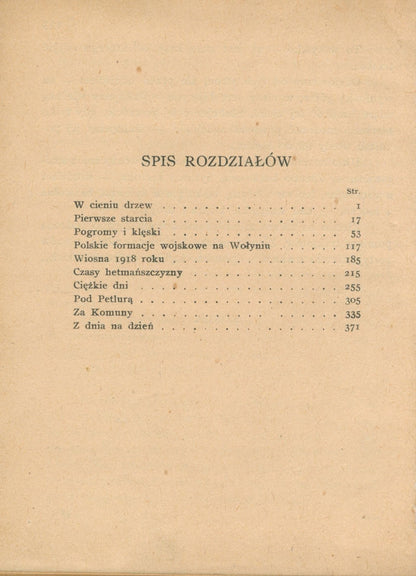 SPIS ROZDZIAŁÓW
Str.
W cieniu drzew . . . . . . . . . . . . . . . 1
Pierwsze starcia . . . . . . . . . . . . . . . 17
Pogromy i klęski . . . . . . . . . . . . . . 53
Polskie formacje wojskowe na Wołyniu . . . . . . 117
Wiosna 1918 roku . . . . . . . . . . . . . . 185
Czasy hetmańszczyzny . . . . . . . . . . . . 215
Ciężkie dni . . . . . . . . . . . . . . . . 255
Pod Petlurą . . . . . . . . . . . . . . . . 305
Za Komuny . . . . . . . . . . . . . . . . 335
Z dnia na dzień . . . . . . . . . . . . . . . 371